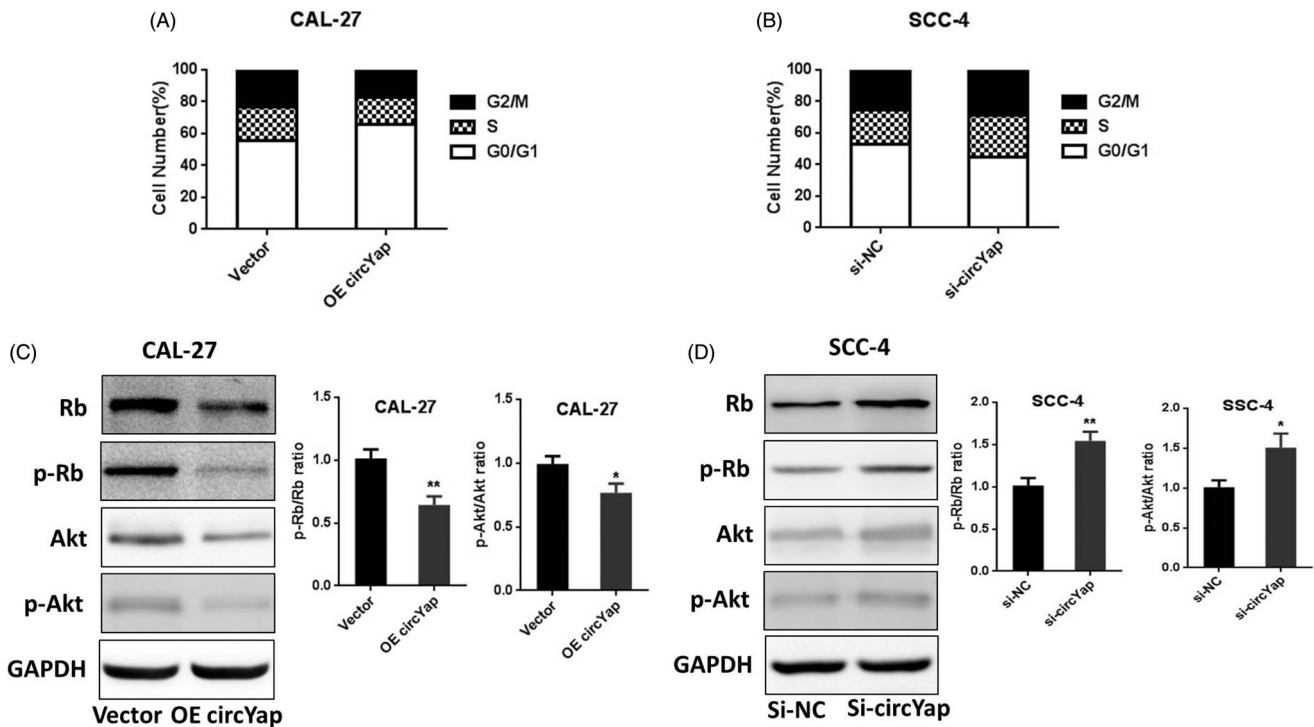 (A)
CAL-27
Cell Number(%)
100
80
60
40
20
0
Vector
OE circYap
G2/M
S
G0/G1
(B)
SCC-4
Cell Number(%)
100
80
60
40
20
0
si-NC
si-circYap
G2/M
S
G0/G1
(C)
CAL-27
Rb
p-Rb
Akt
p-Akt
GAPDH
Vector OE circYap
CAL-27
p-Rb/Rb ratio
1.5
1.0
0.5
0.0
**
Vector
OE circYap
CAL-27
p-Akt/Akt ratio
1.5
1.0
0.5
0.0
*
Vector
OE circYap
(D)
SCC-4
Rb
p-Rb
Akt
p-Akt
GAPDH
Si-NC Si-circYap
SCC-4
p-Rb/Rb ratio
2.0
1.5
1.0
0.5
0.0
**
si-NC
si-circYap
SSC-4
p-Akt/Akt ratio
2.0
1.5
1.0
0.5
0.0
*
si-NC
si-circYap